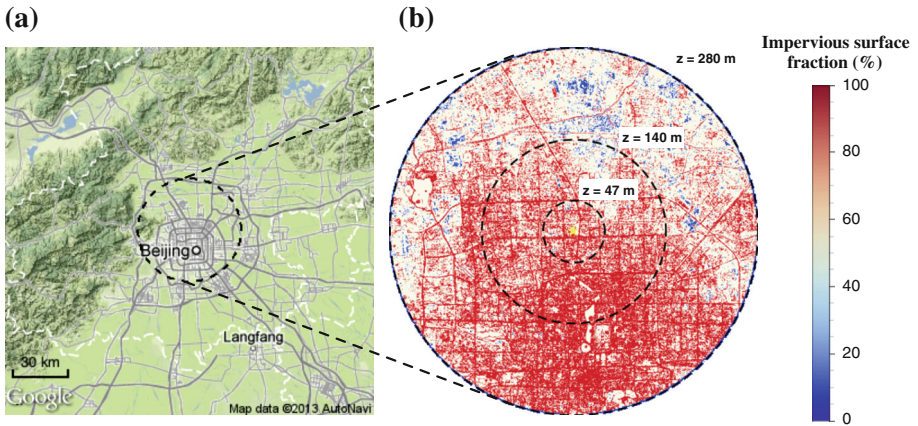 (a)
(b)
Impervious surface
fraction (%)
z = 280 m
z = 140 m
z = 47 m
100
80
60
40
20
0
Beijing
Langfang
30 km
Google
Map data ©2013 AutoNavi